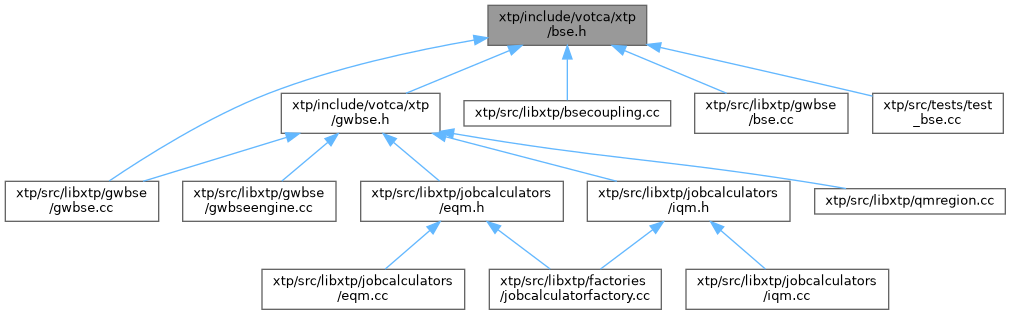 xtp/include/votca/xtp
/bse.h
xtp/include/votca/xtp
/gwbse.h
xtp/src/libxtp/bsecoupling.cc
xtp/src/libxtp/gwbse
/bse.cc
xtp/src/tests/test
_bse.cc
xtp/src/libxtp/gwbse
/gwbse.cc
xtp/src/libxtp/gwbse
/gwbseengine.cc
xtp/src/libxtp/jobcalculators
/eqm.h
xtp/src/libxtp/jobcalculators
/iqm.h
xtp/src/libxtp/qmregion.cc
xtp/src/libxtp/jobcalculators
/eqm.cc
xtp/src/libxtp/factories
/jobcalculatorfactory.cc
xtp/src/libxtp/jobcalculators
/iqm.cc